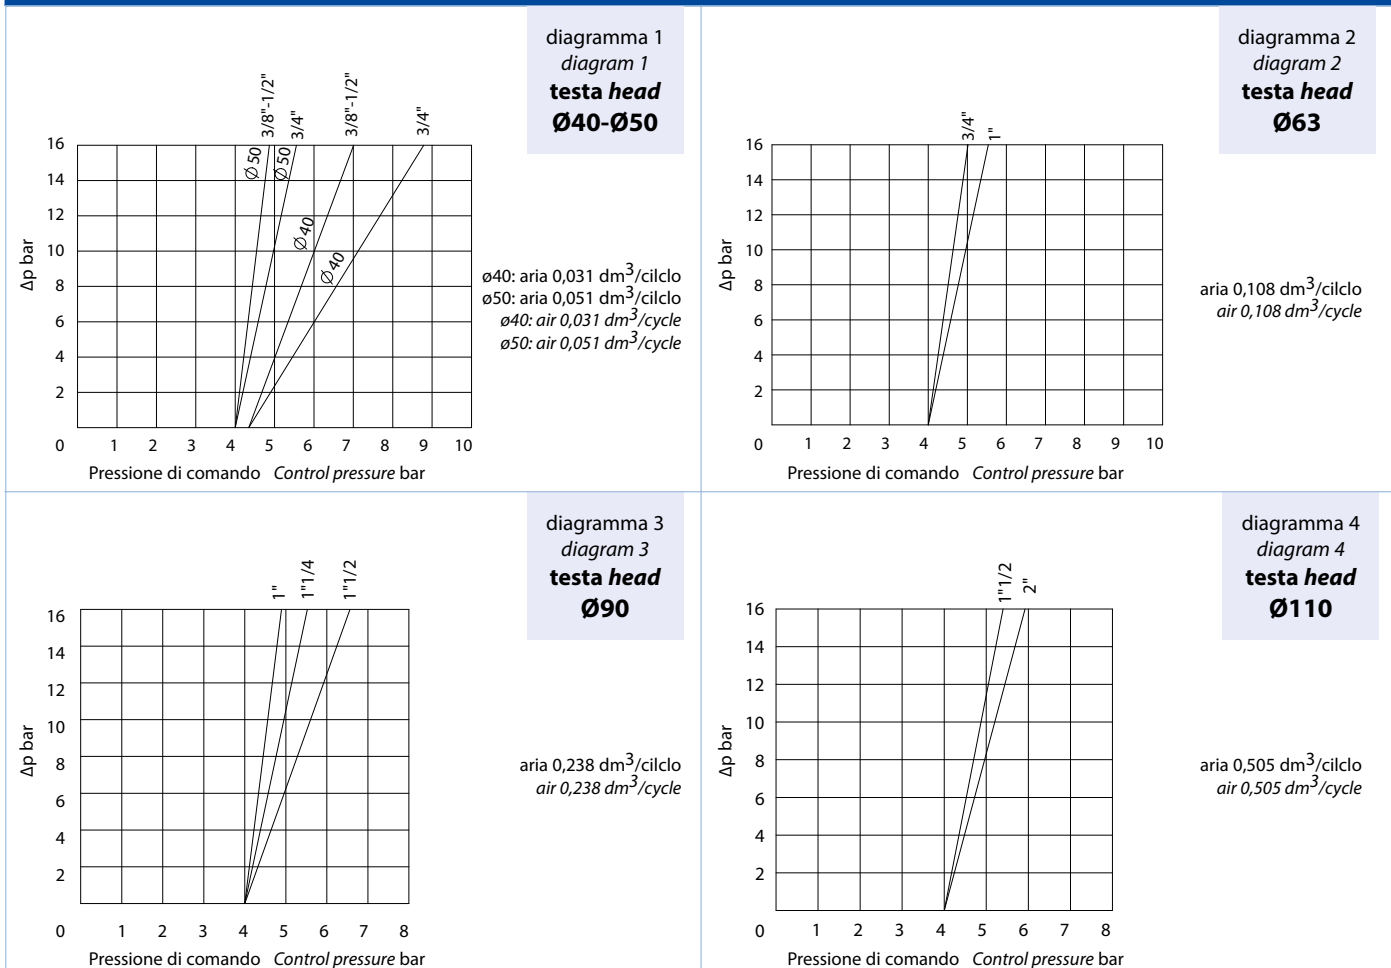 diagramma 1
diagram 1
testa head
Ø40-Ø50
3/8"-1/2"
3/4"
3/8"-1/2"
3/4"
Ø 50
Ø 50
Ø 40
Ø 40
16
14
12
10
8
6
4
2
Δp bar
0 1 2 3 4 5 6 7 8 9 10
Pressione di comando Control pressure bar
ø40: aria 0,031 dm3/cilclo
ø50: aria 0,051 dm3/cilclo
ø40: air 0,031 dm3/cycle
ø50: air 0,051 dm3/cycle
diagramma 2
diagram 2
testa head
Ø63
3/4"
1"
16
14
12
10
8
6
4
2
Δp bar
0 1 2 3 4 5 6 7 8 9 10
Pressione di comando Control pressure bar
aria 0,108 dm3/cilclo
air 0,108 dm3/cycle
diagramma 3
diagram 3
testa head
Ø90
1"
1"1/4
1"1/2
16
14
12
10
8
6
4
2
Δp bar
0 1 2 3 4 5 6 7 8
Pressione di comando Control pressure bar
aria 0,238 dm3/cilclo
air 0,238 dm3/cycle
diagramma 4
diagram 4
testa head
Ø110
1"1/2
2"
16
14
12
10
8
6
4
2
Δp bar
0 1 2 3 4 5 6 7 8
Pressione di comando Control pressure bar
aria 0,505 dm3/cilclo
air 0,505 dm3/cycle